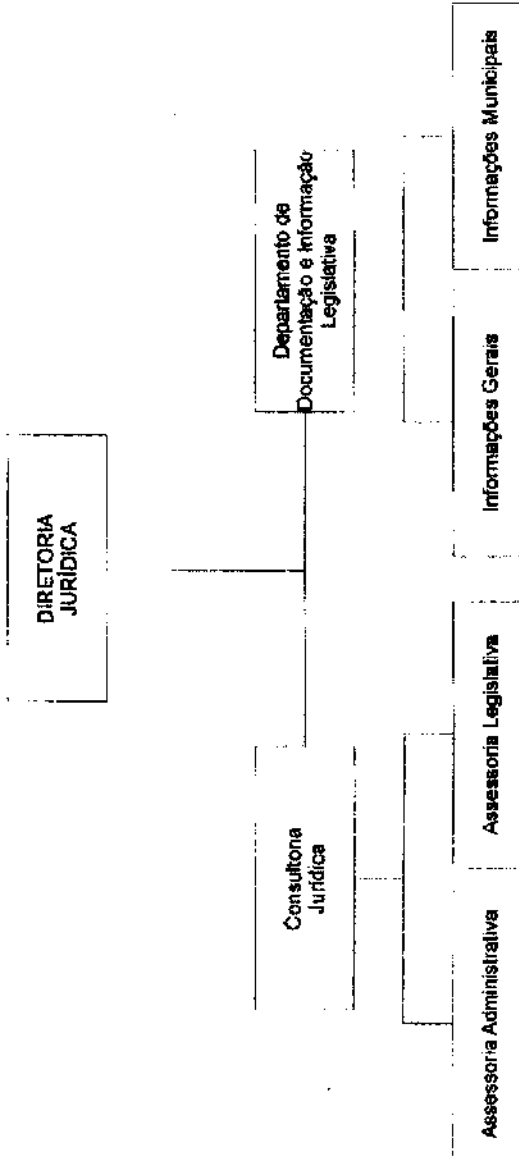 DIRETORIA
JURÍDICA
Consultoria
Jurídica
Departamento de
Documentação e Informação
Legislativa
Assessoria Administrativa
Assessoria Legislativa
Informações Gerais
Informações Municipais